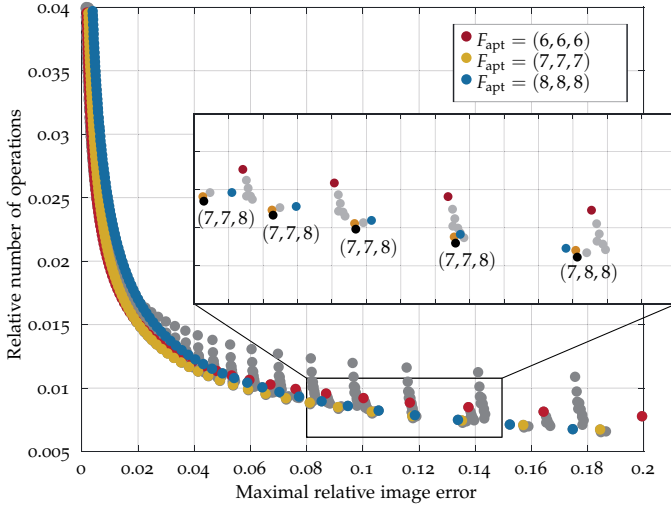 0.04
0.035
0.03
0.025
0.02
0.015
0.01
0.005
Relative number of operations
F_apt = (6, 6, 6)
F_apt = (7, 7, 7)
F_apt = (8, 8, 8)
(7, 7, 8)
(7, 7, 8)
(7, 7, 8)
(7, 7, 8)
(7, 8, 8)
0 0.02 0.04 0.06 0.08 0.1 0.12 0.14 0.16 0.18 0.2
Maximal relative image error